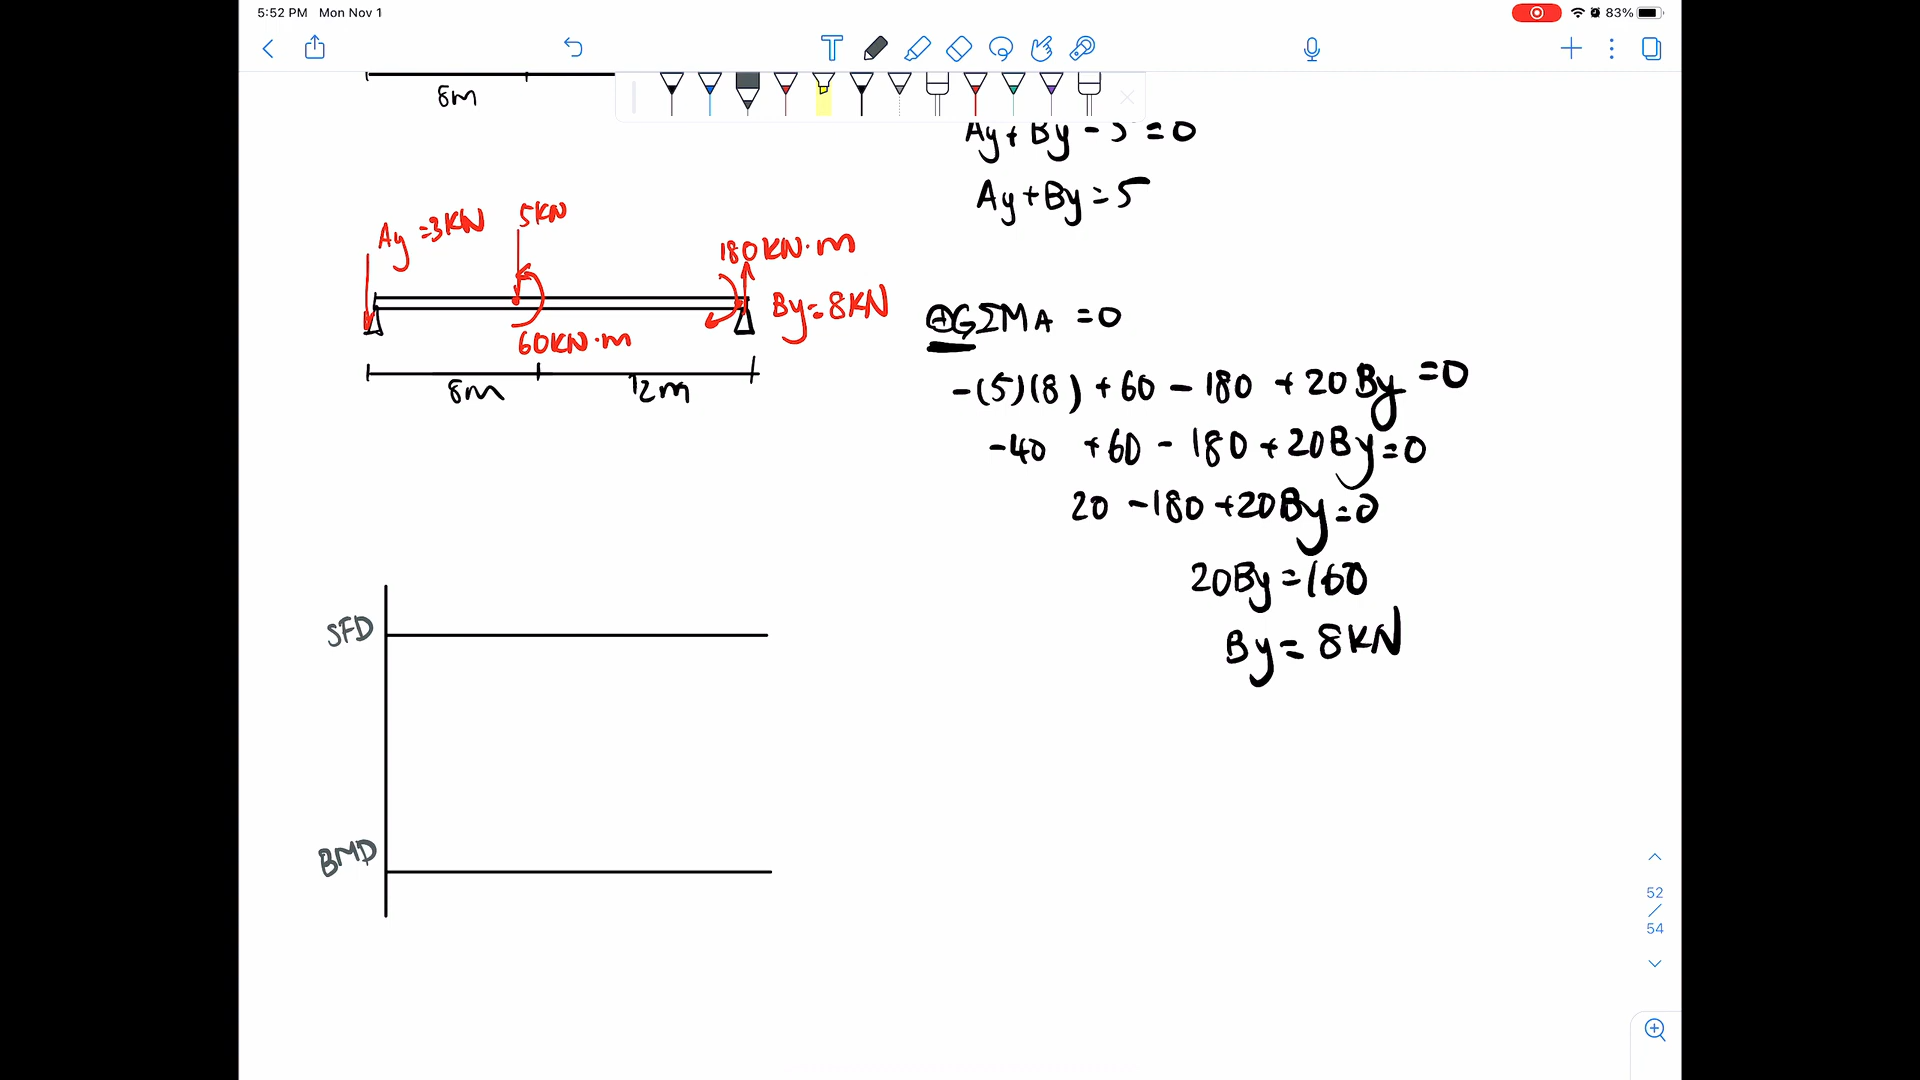 5:52 PM Mon Nov 1
83%
T
8m
Ay + By - 5 = 0
Ay + By = 5
Ay = 3KN
5KN
180KN·m
By = 8KN
60KN·m
8m
12m
ΣMA = 0
-(5)(8) + 60 - 180 + 20By = 0
-40 + 60 - 180 + 20By = 0
20 - 180 + 20By = 0
20By = 160
By = 8KN
SFD
BMD
52
/
54